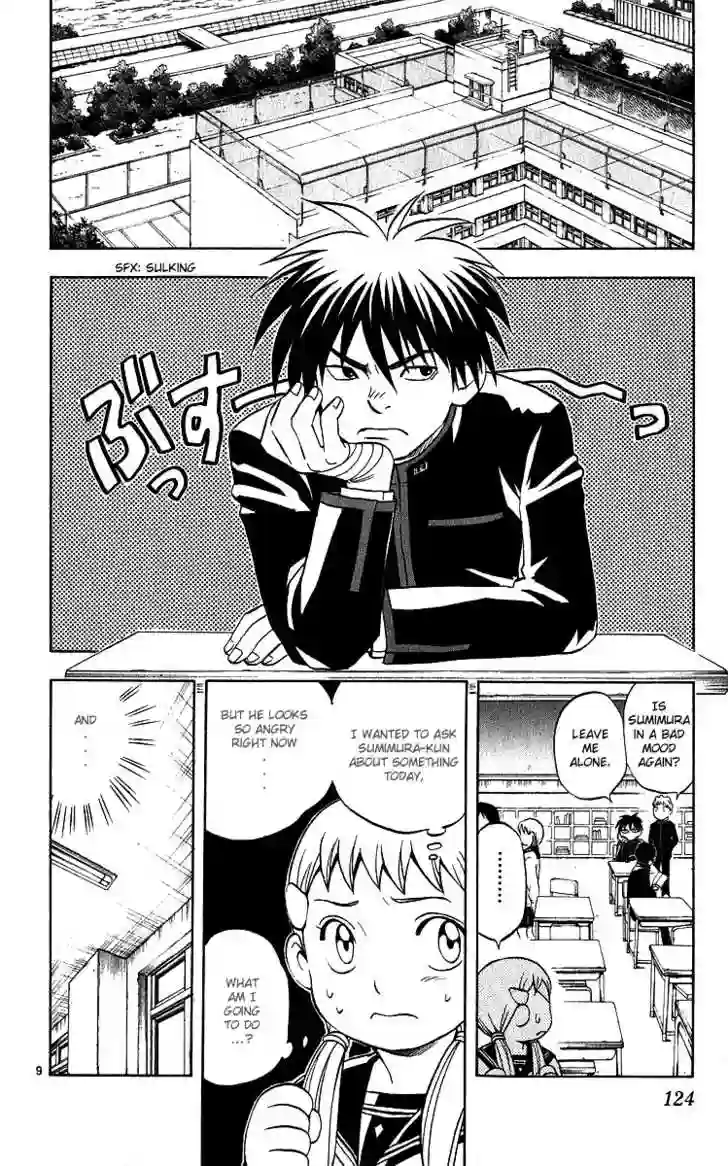 SFX: SULKING
ぶすーっ
っ
IS
SUMIMURA
IN A BAD
MOOD
AGAIN?
LEAVE
ME
ALONE.
.........
I WANTED TO ASK
SUMIMURA-KUN
ABOUT SOMETHING
TODAY,
BUT HE LOOKS
SO ANGRY
RIGHT NOW
...
WHAT
AM I
GOING
TO DO
...?
AND
...
9
124